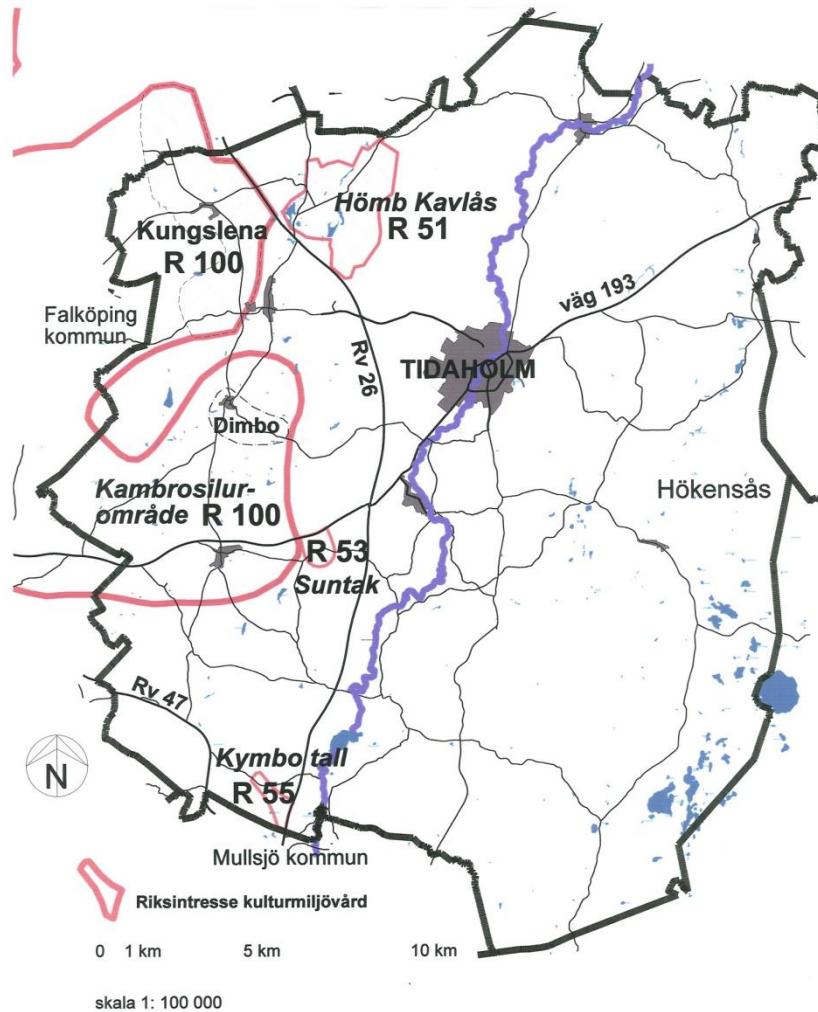 Hömb Kavlås
R 51
Kungslena
R 100
väg 193
Falköping
kommun
Rv 26
TIDAHOLM
Dimbo
Kambrosilur-
område R 100
Hökensås
R 53
Suntak
Rv 47
N
Kymbo tall
R 55
Mullsjö kommun
Riksintresse kulturmiljövård
0 1 km 5 km 10 km
skala 1: 100 000